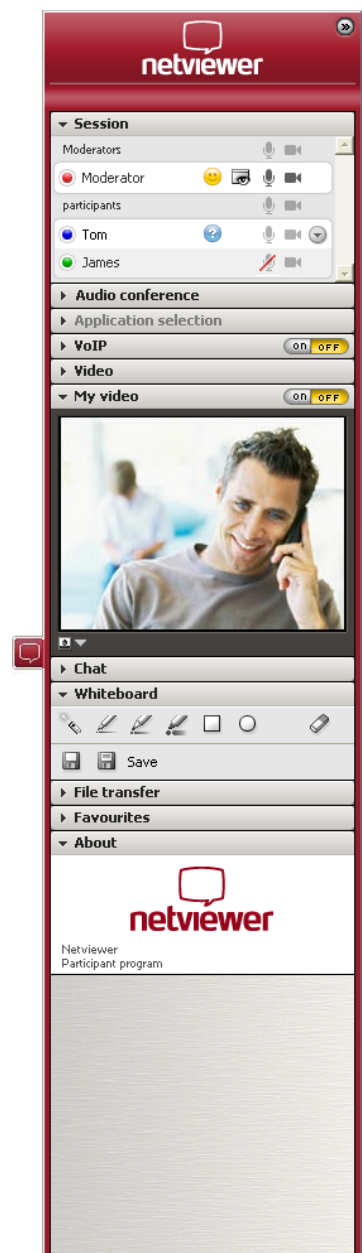 netviewer
Session
Moderators
Moderator
participants
Tom
James
Audio conference
Application selection
VoIP on OFF
Video
My video on OFF
Chat
Whiteboard
Save
File transfer
Favourites
About
netviewer
Netviewer
Participant program